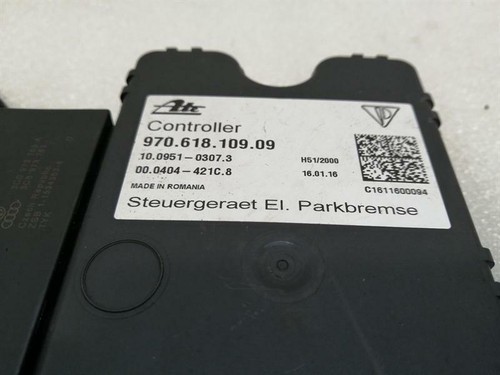 Ate
Controller
970.618.109.09
10.0951-0307.3 H51/2000
00.0404-421C.8 16.01.16
MADE IN ROMANIA C1611600094
Steuergeraet El. Parkbremse